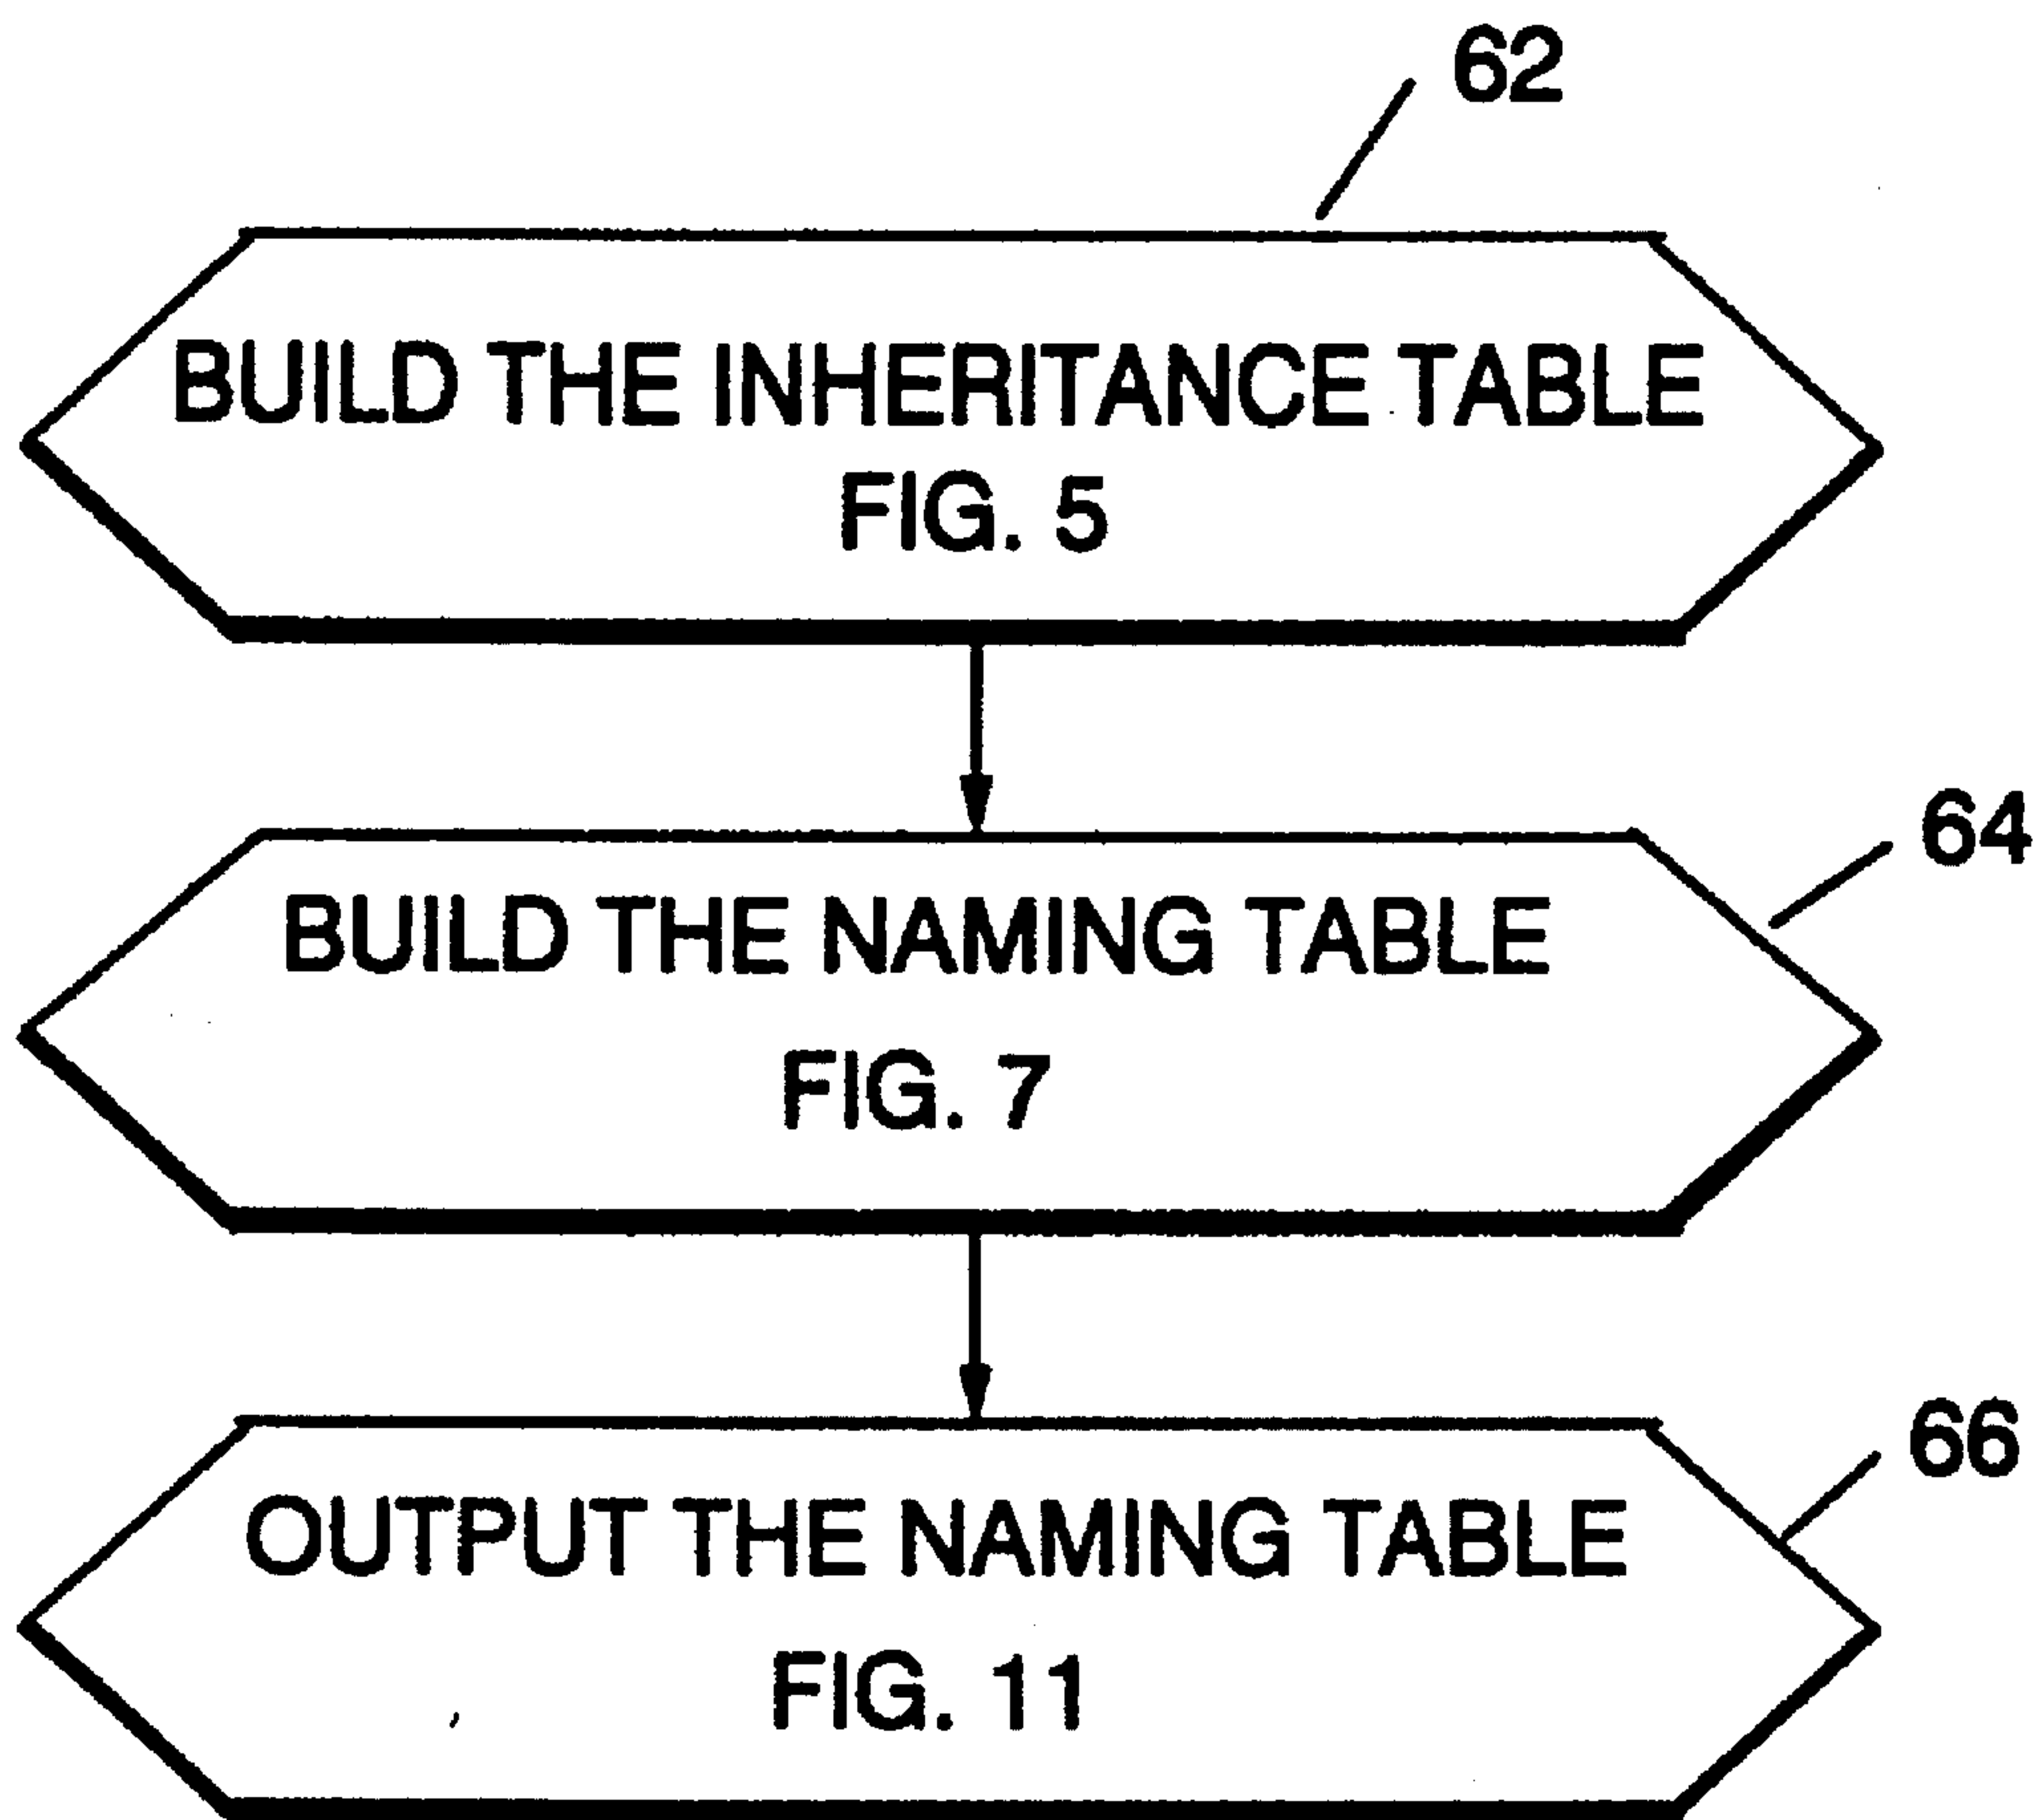 62
BUILD THE INHERITANCE TABLE
FIG. 5
64
BUILD THE NAMING TABLE
FIG. 7
66
OUTPUT THE NAMING TABLE
FIG. 11